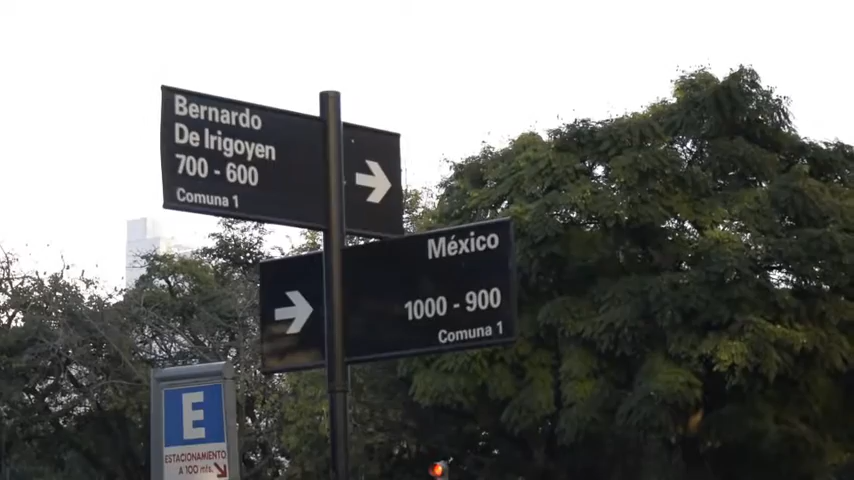 Bernardo
De Irigoyen
700 - 600
Comuna 1
México
1000 - 900
Comuna 1
E
ESTACIONAMIENTO
A 100 mts.